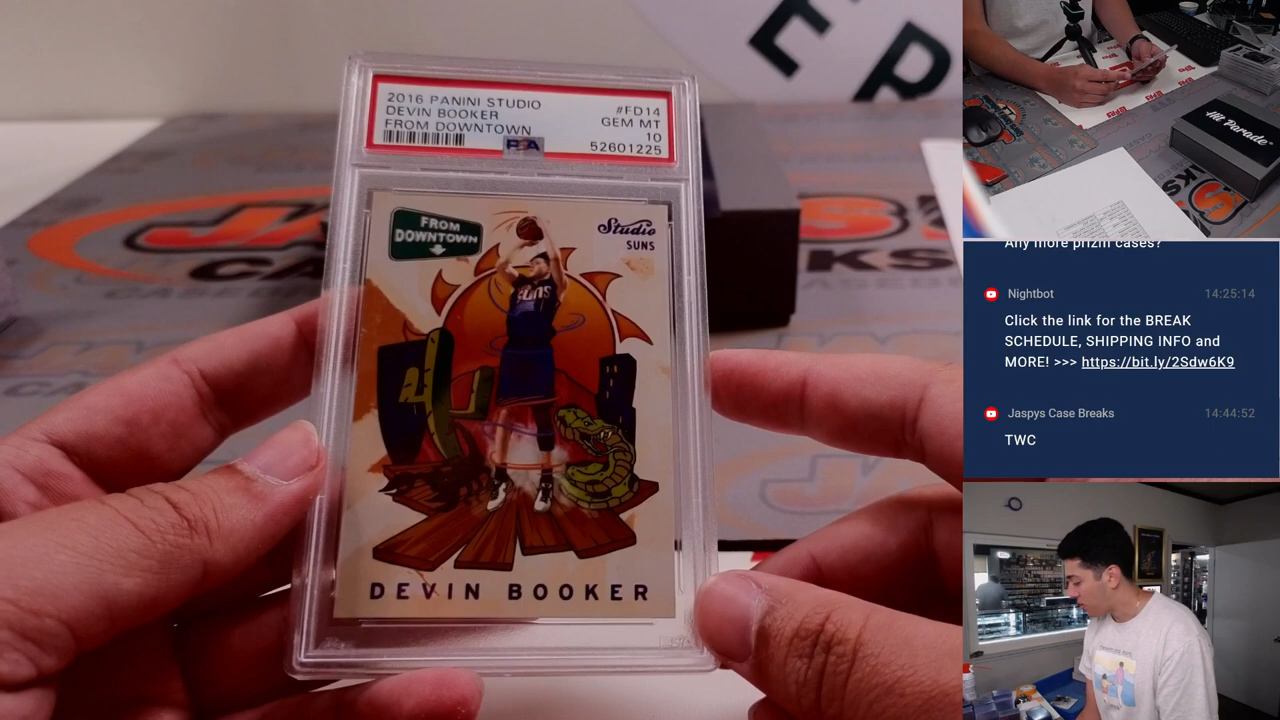 2016 PANINI STUDIO
DEVIN BOOKER
FROM DOWNTOWN
#FD14
GEM MT
10
52601225
PSA
FROM
DOWNTOWN
Studio
SUNS
SUNS
DEVIN BOOKER
ER
Hit Parade
Any more prizm cases?
Nightbot
14:25:14
Click the link for the BREAK
SCHEDULE, SHIPPING INFO and
MORE! >>> https://bit.ly/2Sdw6K9
Jaspys Case Breaks
14:44:52
TWC